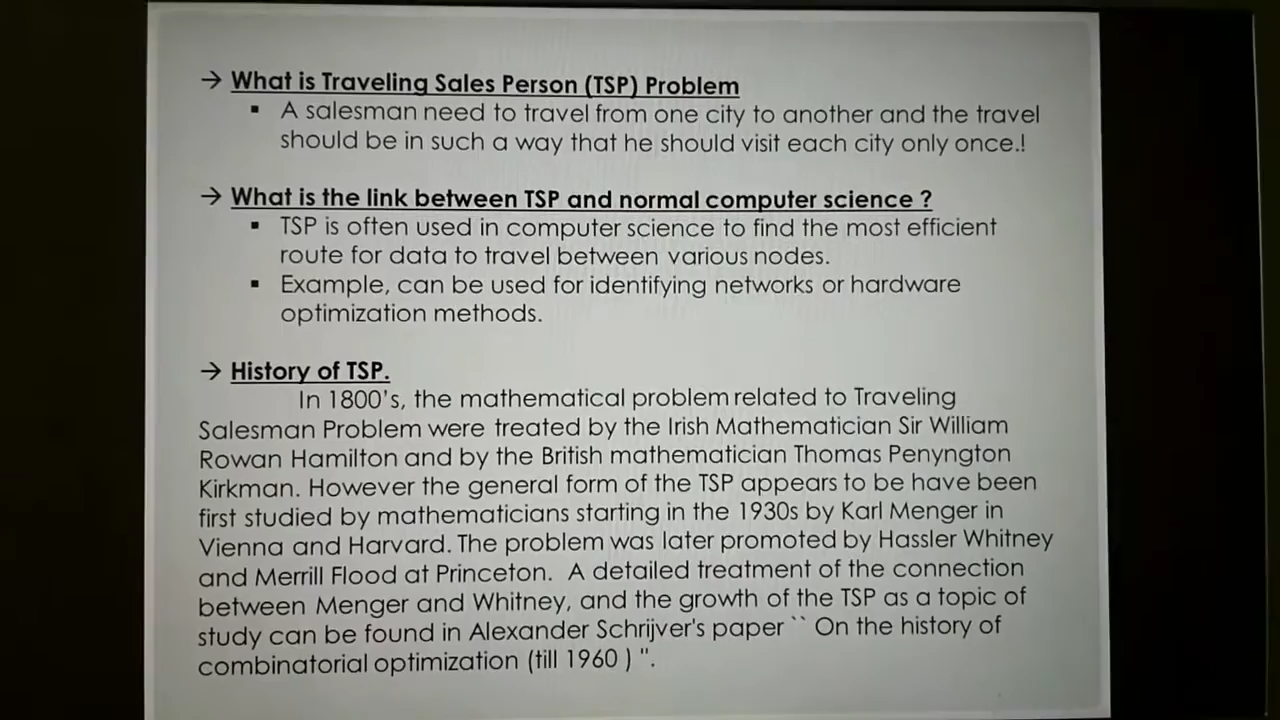 → What is Traveling Sales Person (TSP) Problem
▪ A salesman need to travel from one city to another and the travel
should be in such a way that he should visit each city only once.!
→ What is the link between TSP and normal computer science ?
▪ TSP is often used in computer science to find the most efficient
route for data to travel between various nodes.
▪ Example, can be used for identifying networks or hardware
optimization methods.
→ History of TSP.
In 1800's, the mathematical problem related to Traveling
Salesman Problem were treated by the Irish Mathematician Sir William
Rowan Hamilton and by the British mathematician Thomas Penyngton
Kirkman. However the general form of the TSP appears to be have been
first studied by mathematicians starting in the 1930s by Karl Menger in
Vienna and Harvard. The problem was later promoted by Hassler Whitney
and Merrill Flood at Princeton.  A detailed treatment of the connection
between Menger and Whitney, and the growth of the TSP as a topic of
study can be found in Alexander Schrijver's paper `` On the history of
combinatorial optimization (till 1960 ) ".